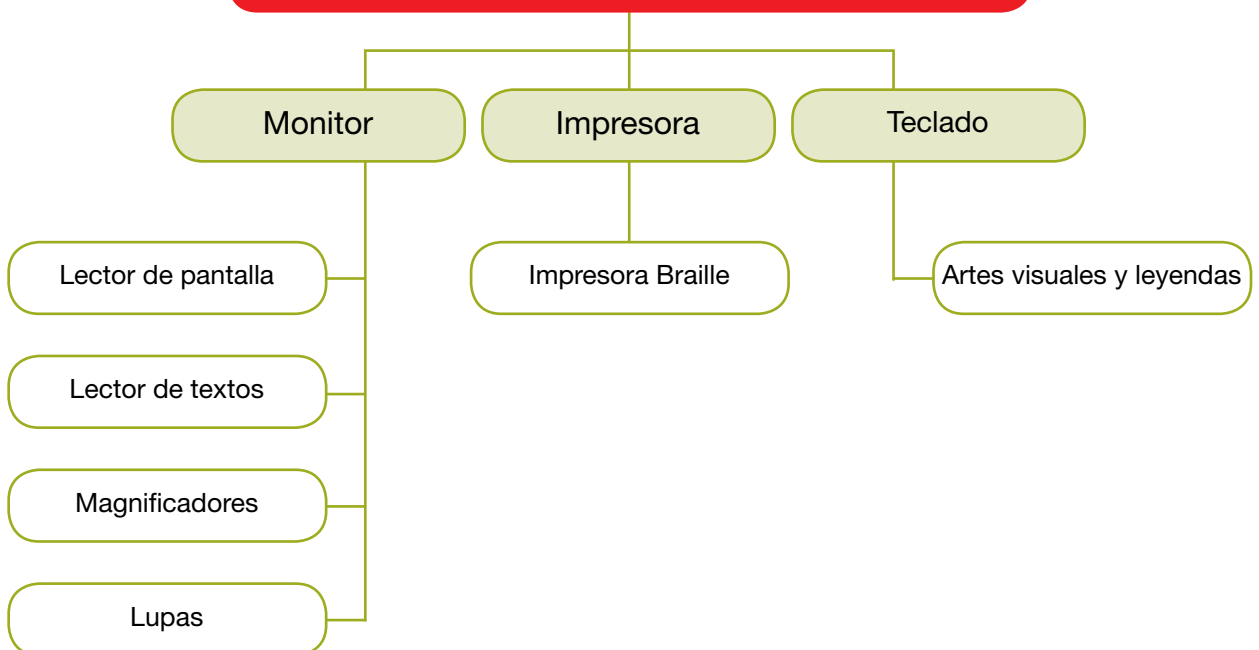 Monitor
Impresora
Teclado
Lector de pantalla
Impresora Braille
Artes visuales y leyendas
Lector de textos
Magnificadores
Lupas